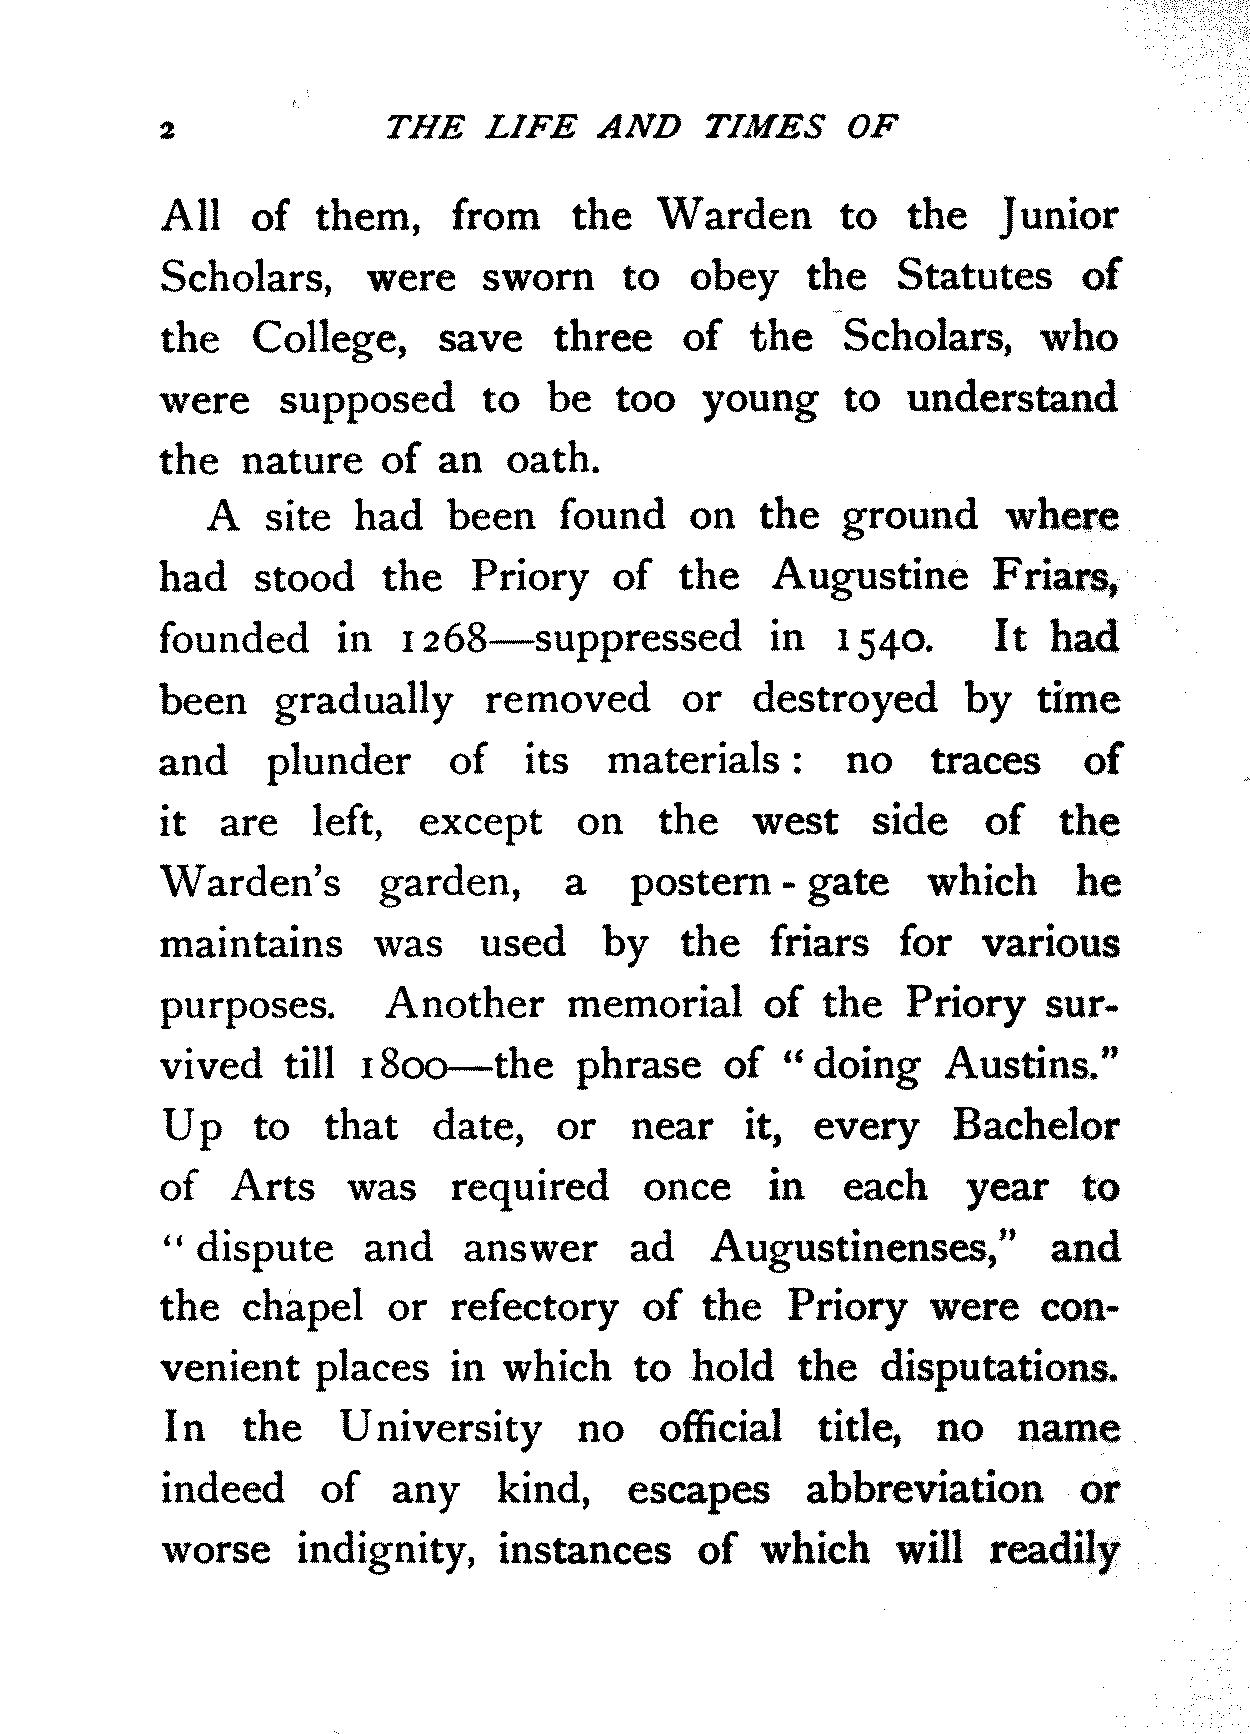 2 THE LIFE AND TIMES OF
All of them, from the Warden to the Junior
Scholars, were sworn to obey the Statutes of
the College, save three of the Scholars, who
were supposed to be too young to understand
the nature of an oath.
A site had been found on the ground where
had stood the Priory of the Augustine Friars,
founded in 1268—suppressed in 1540. It had
been gradually removed or destroyed by time
and plunder of its materials: no traces of
it are left, except on the west side of the
Warden's garden, a postern-gate which he
maintains was used by the friars for various
purposes. Another memorial of the Priory sur-
vived till 1800—the phrase of "doing Austins."
Up to that date, or near it, every Bachelor
of Arts was required once in each year to
"dispute and answer ad Augustinenses," and
the chapel or refectory of the Priory were con-
venient places in which to hold the disputations.
In the University no official title, no name
indeed of any kind, escapes abbreviation or
worse indignity, instances of which will readily